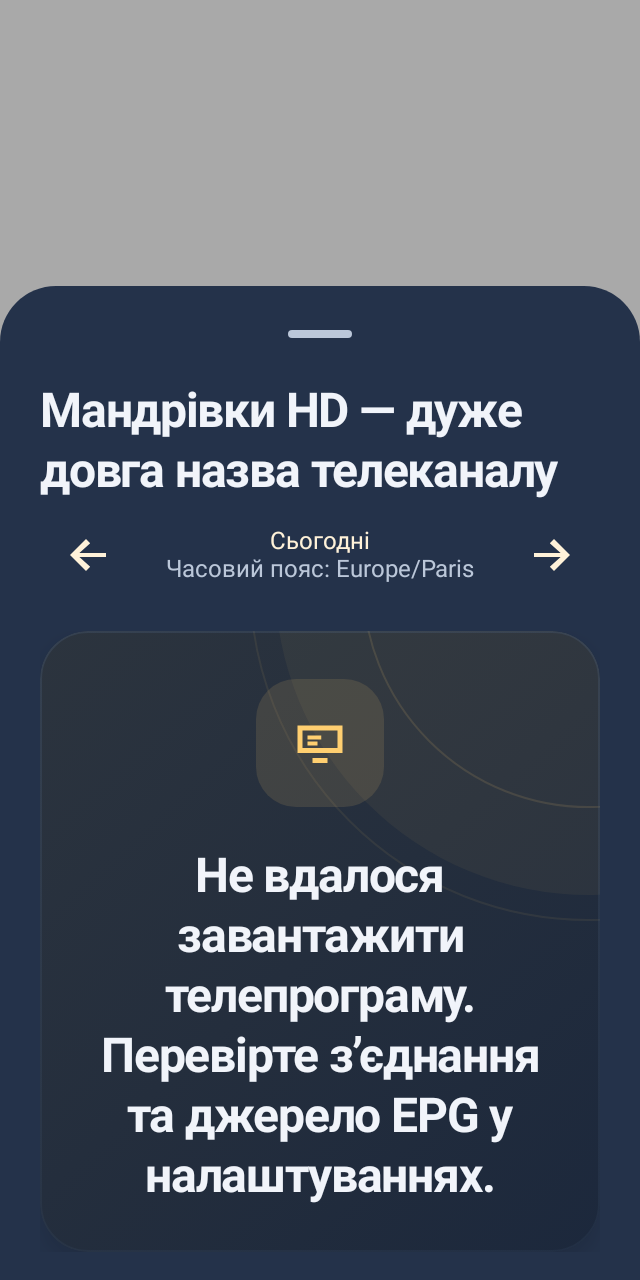 Мандрівки HD — дуже
довга назва телеканалу
Сьогодні
Часовий пояс: Europe/Paris
Не вдалося
завантажити
телепрограму.
Перевірте з’єднання
та джерело EPG у
налаштуваннях.